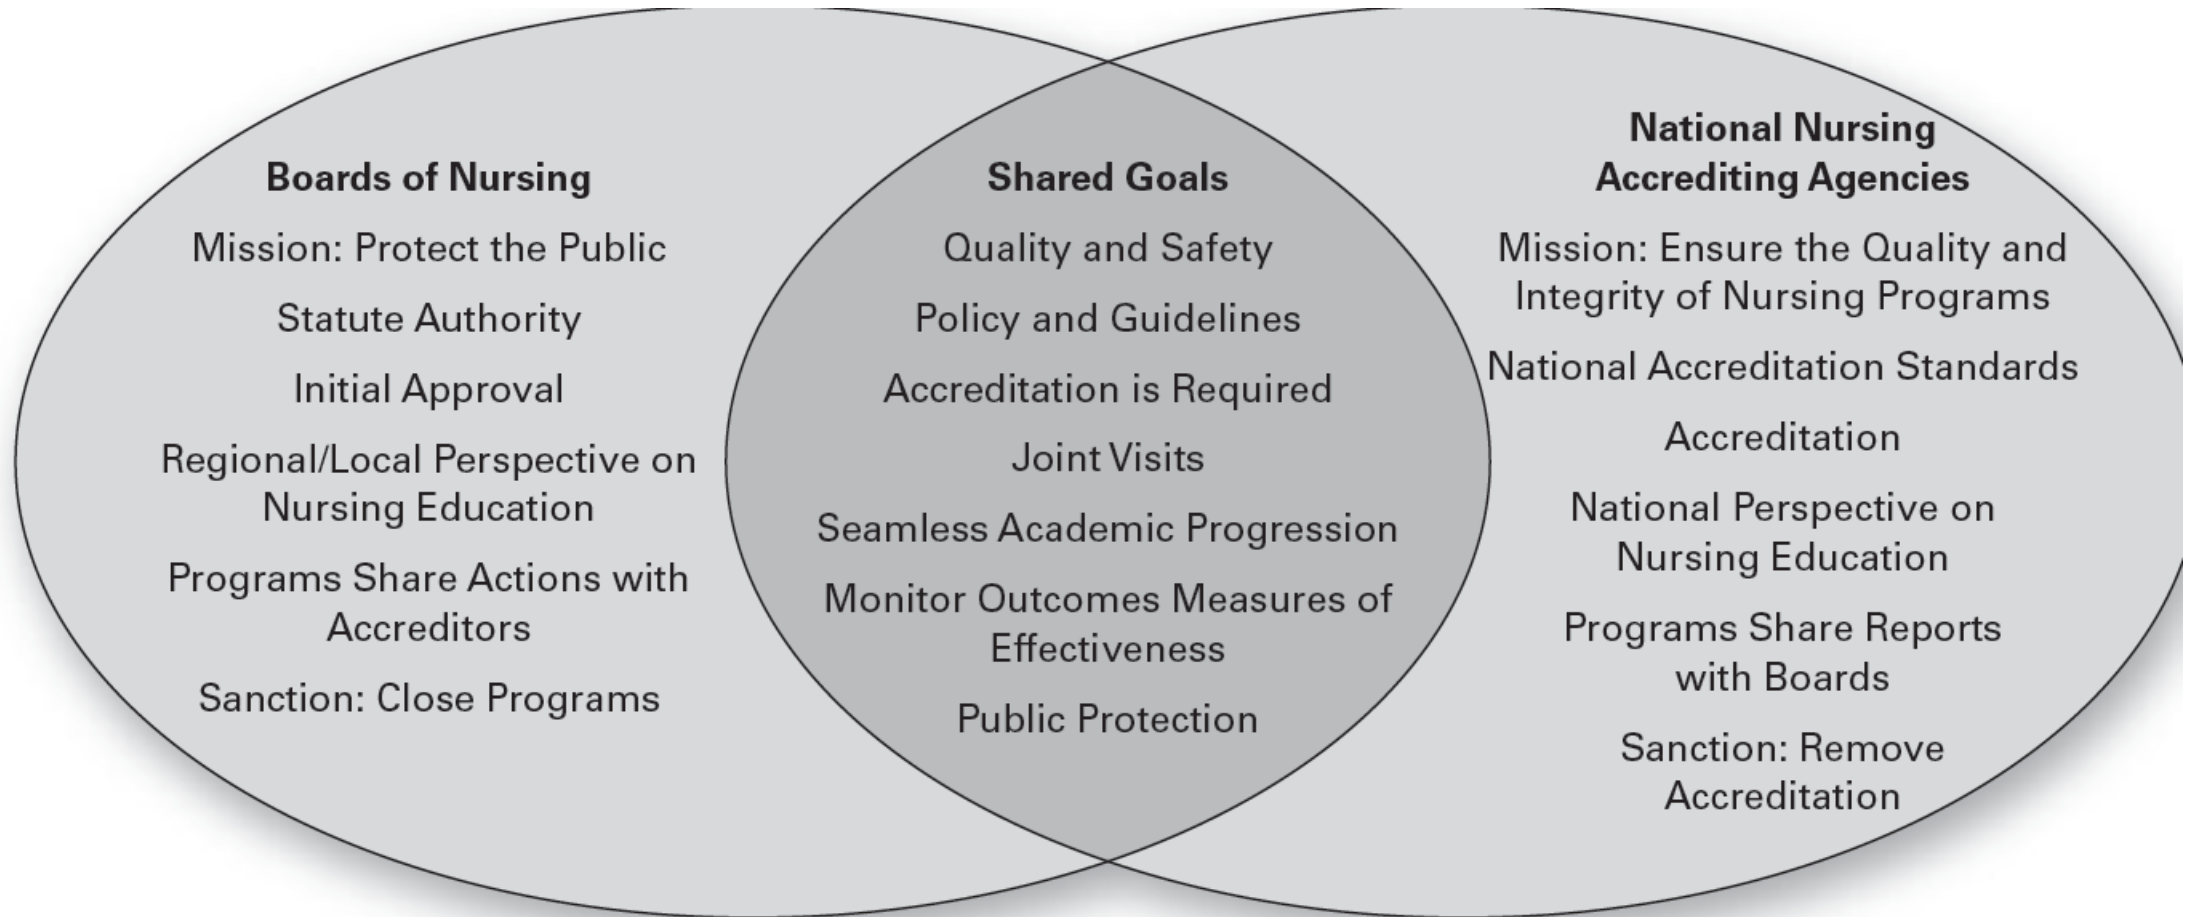 Boards of Nursing
Mission: Protect the Public
Statute Authority
Initial Approval
Regional/Local Perspective on
Nursing Education
Programs Share Actions with
Accreditors
Sanction: Close Programs
Shared Goals
Quality and Safety
Policy and Guidelines
Accreditation is Required
Joint Visits
Seamless Academic Progression
Monitor Outcomes Measures of
Effectiveness
Public Protection
National Nursing
Accrediting Agencies
Mission: Ensure the Quality and
Integrity of Nursing Programs
National Accreditation Standards
Accreditation
National Perspective on
Nursing Education
Programs Share Reports
with Boards
Sanction: Remove
Accreditation